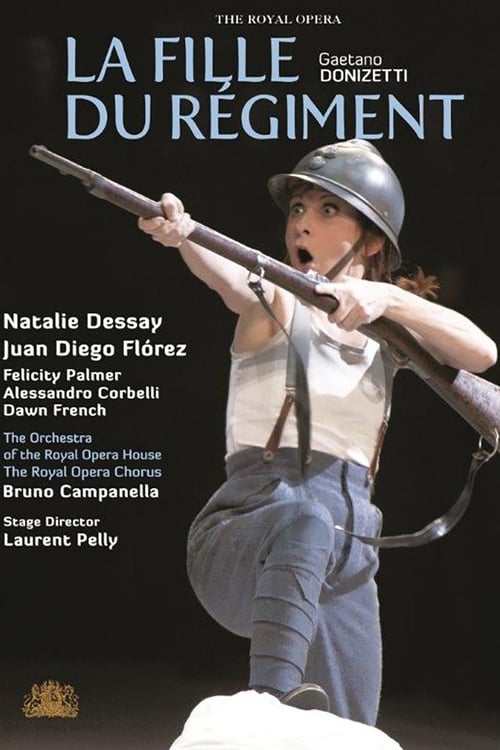 THE ROYAL OPERA
LA FILLE
Gaetano
DONIZETTI
DU RÉGIMENT
Natalie Dessay
Juan Diego Flórez
Felicity Palmer
Alessandro Corbelli
Dawn French
The Orchestra
of the Royal Opera House
The Royal Opera Chorus
Bruno Campanella
Stage Director
Laurent Pelly